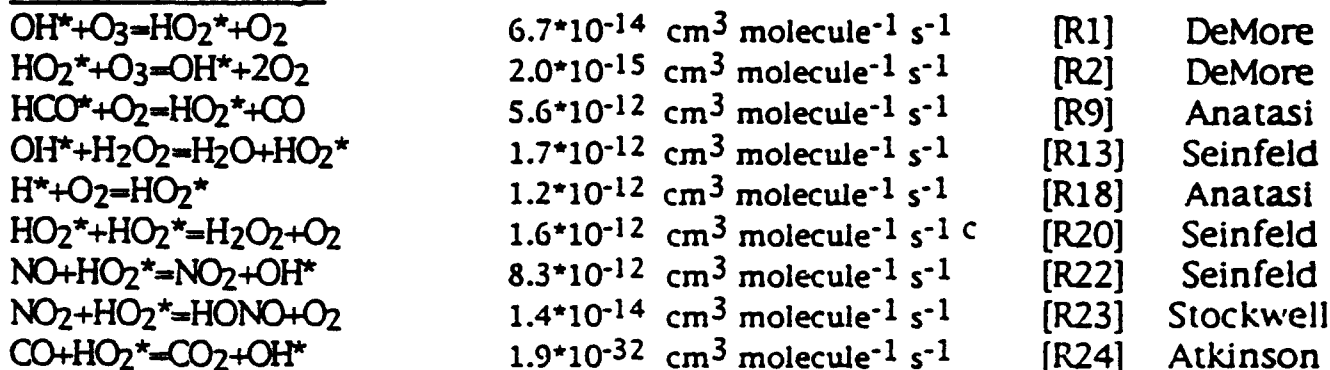 OH*+O3=HO2*+O2 6.7*10-14 cm3 molecule-1 s-1 [R1] DeMore
HO2*+O3=OH*+2O2 2.0*10-15 cm3 molecule-1 s-1 [R2] DeMore
HCO*+O2=HO2*+CO 5.6*10-12 cm3 molecule-1 s-1 [R9] Anatasi
OH*+H2O2=H2O+HO2* 1.7*10-12 cm3 molecule-1 s-1 [R13] Seinfeld
H*+O2=HO2* 1.2*10-12 cm3 molecule-1 s-1 [R18] Anatasi
HO2*+HO2*=H2O2+O2 1.6*10-12 cm3 molecule-1 s-1 c [R20] Seinfeld
NO+HO2*=NO2+OH* 8.3*10-12 cm3 molecule-1 s-1 [R22] Seinfeld
NO2+HO2*=HONO+O2 1.4*10-14 cm3 molecule-1 s-1 [R23] Stockwell
CO+HO2*=CO2+OH* 1.9*10-32 cm3 molecule-1 s-1 [R24] Atkinson